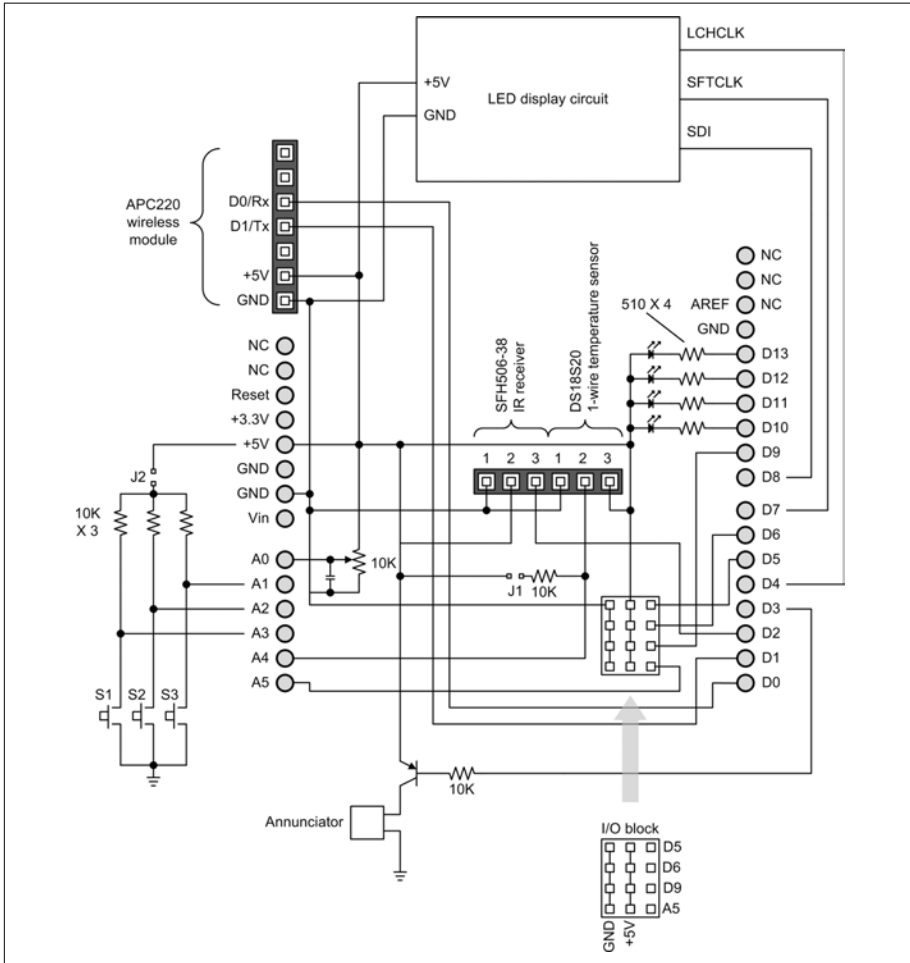 LCHCLK
+5V
SFTCLK
LED display circuit
GND
SDI
APC220
wireless
module
D0/Rx
D1/Tx
+5V
GND
SFH506-38
IR receiver
DS18S20
1-wire temperature sensor
510 X 4
NC
NC
AREF
NC
GND
D13
D12
D11
D10
D9
D8
D7
D6
D5
D4
D3
D2
D1
D0
NC
NC
Reset
+3.3V
+5V
GND
GND
Vin
A0
A1
A2
A3
A4
A5
1
2
3
1
2
3
J2
10K
X 3
10K
J1
10K
S1
S2
S3
10K
Annunciator
I/O block
D5
D6
D9
A5
GND
+5V